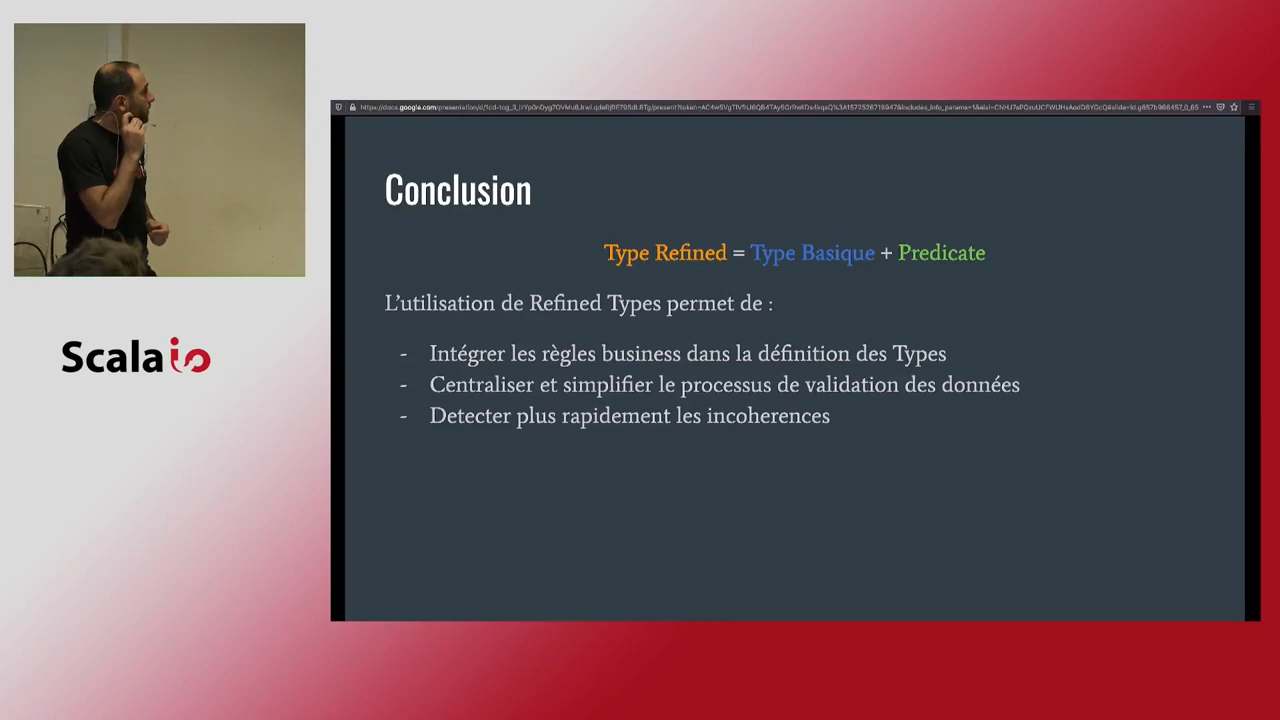 Scala io
Conclusion
Type Refined = Type Basique + Predicate
L'utilisation de Refined Types permet de :
- Intégrer les règles business dans la définition des Types
- Centraliser et simplifier le processus de validation des données
- Detecter plus rapidement les incoherences